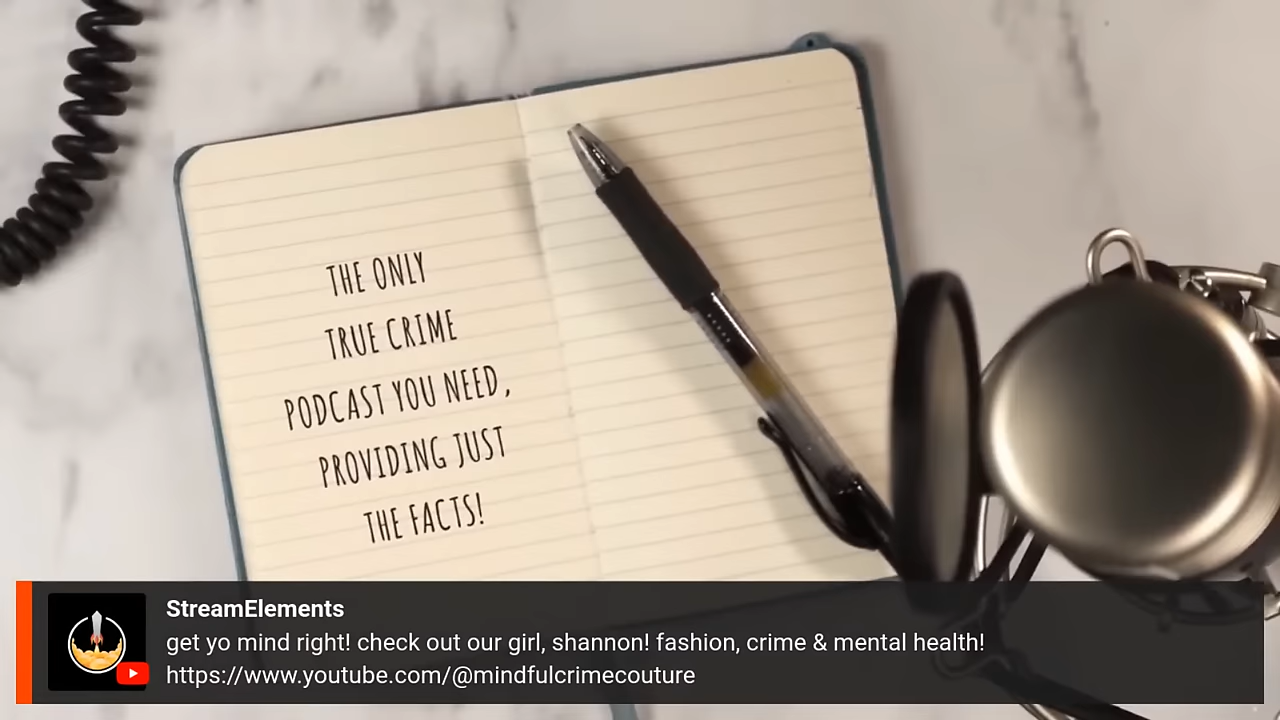 THE ONLY
TRUE CRIME
PODCAST YOU NEED,
PROVIDING JUST
THE FACTS!
StreamElements
get yo mind right! check out our girl, shannon! fashion, crime & mental health!
https://www.youtube.com/@mindfulcrimecouture